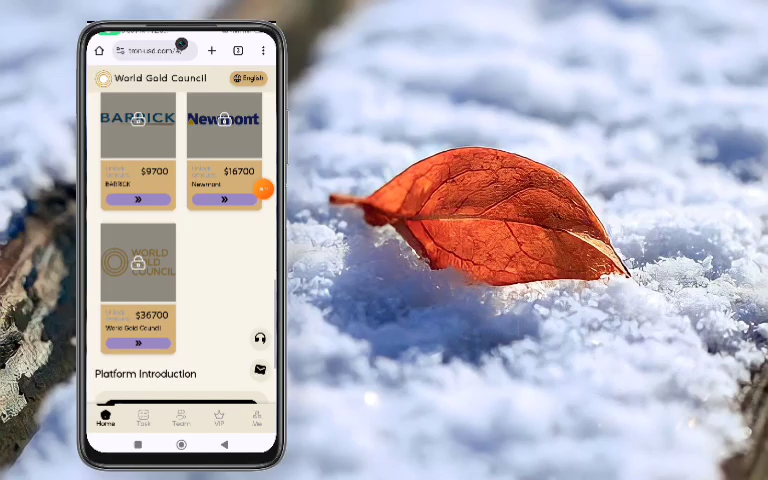 World Gold Council
English
BARRICK
Newmont
$9700
BARRICK
$16700
Newmont
WORLD
GOLD
COUNCIL
$36700
World Gold Council
Platform Introduction
Home
Task
Team
VIP
Me